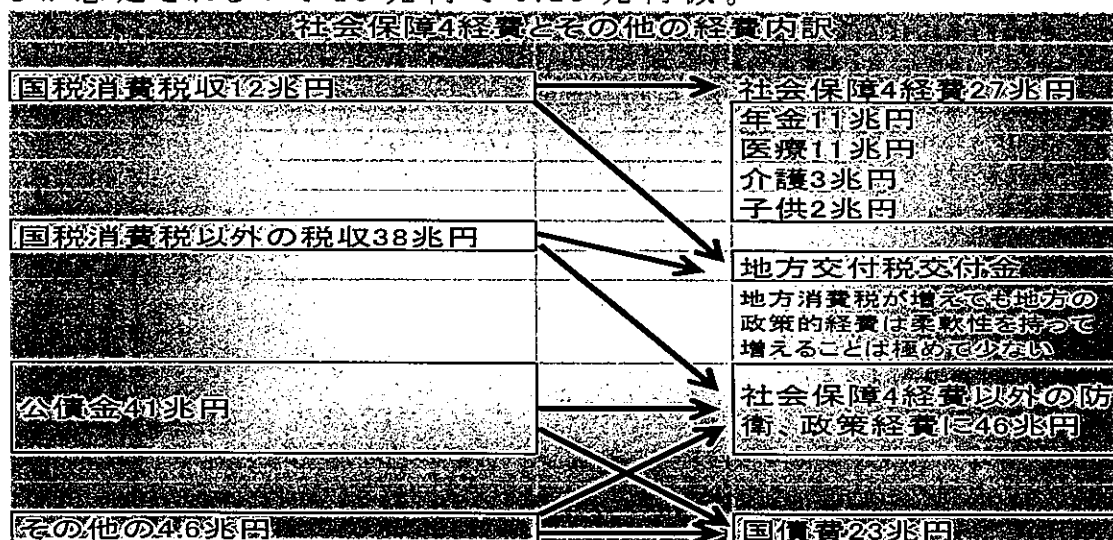 社会保障4経費とその他の経費内訳
国税消費税収12兆円
社会保障4経費27兆円
年金11兆円
医療11兆円
介護3兆円
子供2兆円
国税消費税以外の税収38兆円
地方交付税交付金
地方消費税が増えても地方の
政策的経費は柔軟性を持って
増えることは極めて少ない
公債金41兆円
社会保障4経費以外の防
衛、政策経費に46兆円
その他の4.6兆円
国債費23兆円